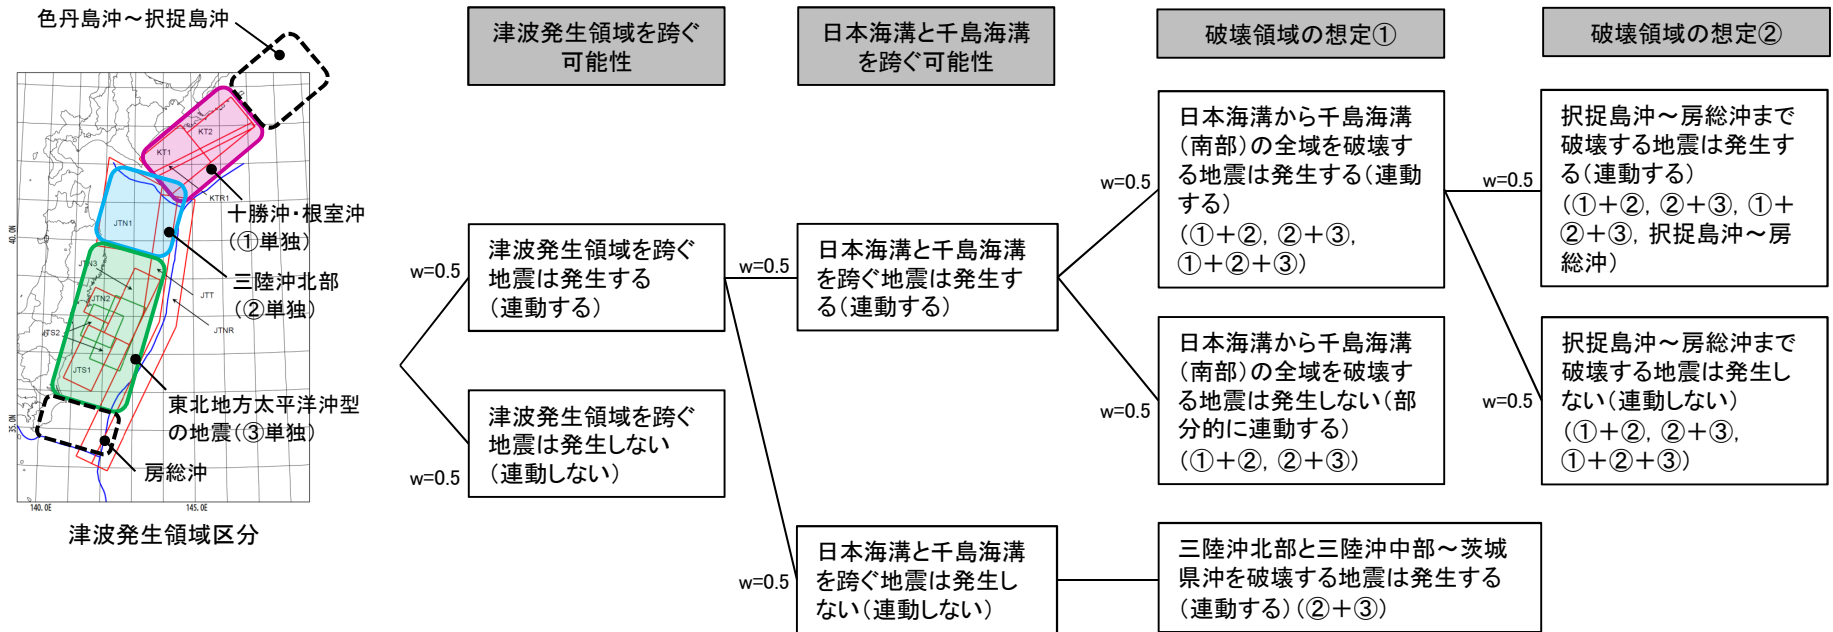 色丹島沖～択捉島沖
KT2
KT1
KTR1
十勝沖・根室沖
(①単独)
JTN1
40.0N
三陸沖北部
(②単独)
JTN3
JTN2
JTT
JTNR
JTS2
JTS1
東北地方太平洋沖型
の地震(③単独)
35.0N
房総沖
140.0E
145.0E
津波発生領域区分
津波発生領域を跨ぐ
可能性
日本海溝と千島海溝
を跨ぐ可能性
破壊領域の想定①
破壊領域の想定②
w=0.5
津波発生領域を跨ぐ
地震は発生する
(連動する)
w=0.5
津波発生領域を跨ぐ
地震は発生しない
(連動しない)
w=0.5
日本海溝と千島海溝
を跨ぐ地震は発生す
る(連動する)
w=0.5
日本海溝と千島海溝
を跨ぐ地震は発生し
ない(連動しない)
w=0.5
日本海溝から千島海溝
(南部)の全域を破壊す
る地震は発生する(連動
する)
(①+②, ②+③,
①+②+③)
w=0.5
日本海溝から千島海溝
(南部)の全域を破壊す
る地震は発生しない(部
分的に連動する)
(①+②, ②+③)
三陸沖北部と三陸沖中部～茨城
県沖を破壊する地震は発生する
(連動する)(②+③)
w=0.5
択捉島沖～房総沖まで
破壊する地震は発生す
る(連動する)
(①+②, ②+③, ①+
②+③, 択捉島沖～房
総沖)
w=0.5
択捉島沖～房総沖まで
破壊する地震は発生し
ない(連動しない)
(①+②, ②+③,
①+②+③)